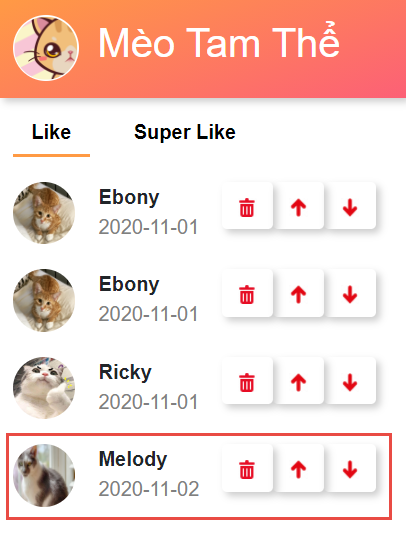 Mèo Tam Thể
Like
Super Like
Ebony
2020-11-01
Ebony
2020-11-01
Ricky
2020-11-01
Melody
2020-11-02